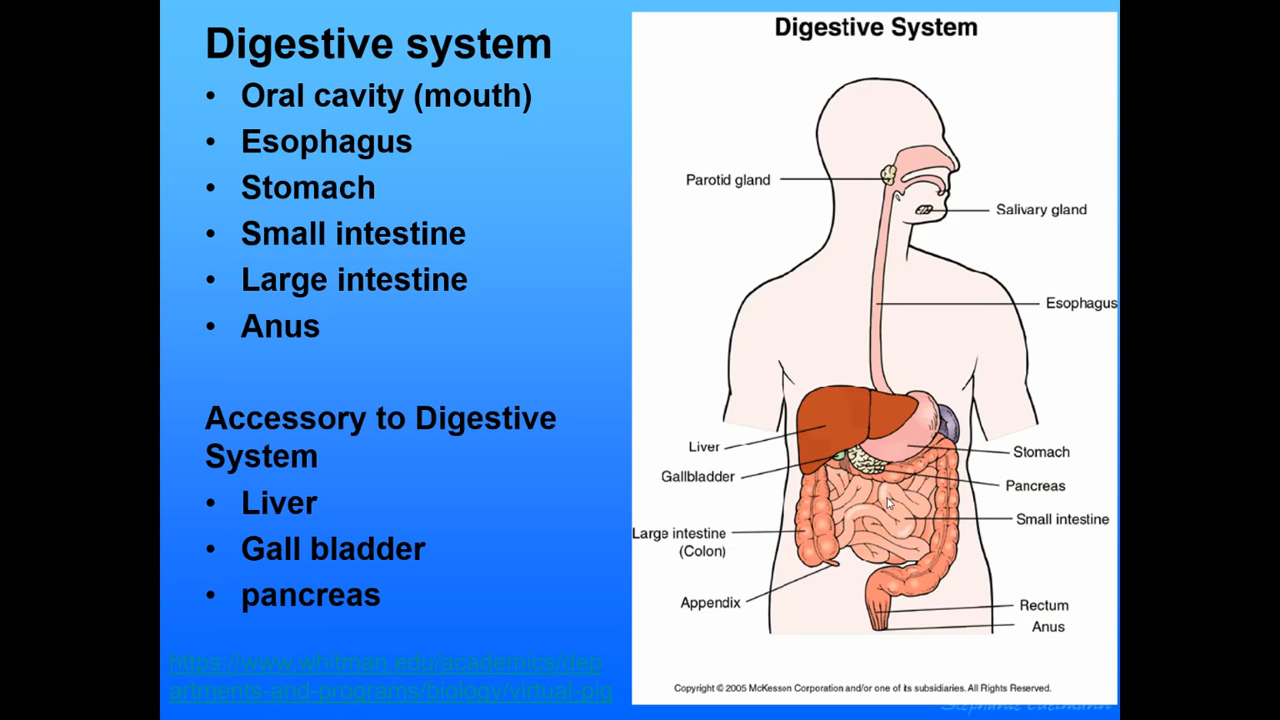 Digestive system
• Oral cavity (mouth)
• Esophagus
• Stomach
• Small intestine
• Large intestine
• Anus
Accessory to Digestive
System
• Liver
• Gall bladder
• pancreas
https://www.whitman.edu/academics/dep
artments-and-programs/biology/virtual-pig
Digestive System
Parotid gland
Salivary gland
Esophagus
Liver
Gallbladder
Large intestine
(Colon)
Appendix
Stomach
Pancreas
Small intestine
Rectum
Anus
Copyright © 2005 McKesson Corporation and/or one of its subsidiaries. All Rights Reserved.